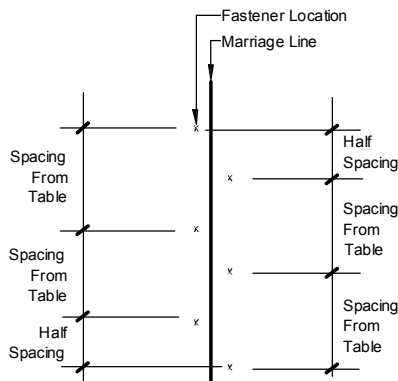 Fastener Location
Marriage Line
Spacing
From
Table
Spacing
From
Table
Half
Spacing
Half
Spacing
Spacing
From
Table
Spacing
From
Table
x
x
x
x
x
x